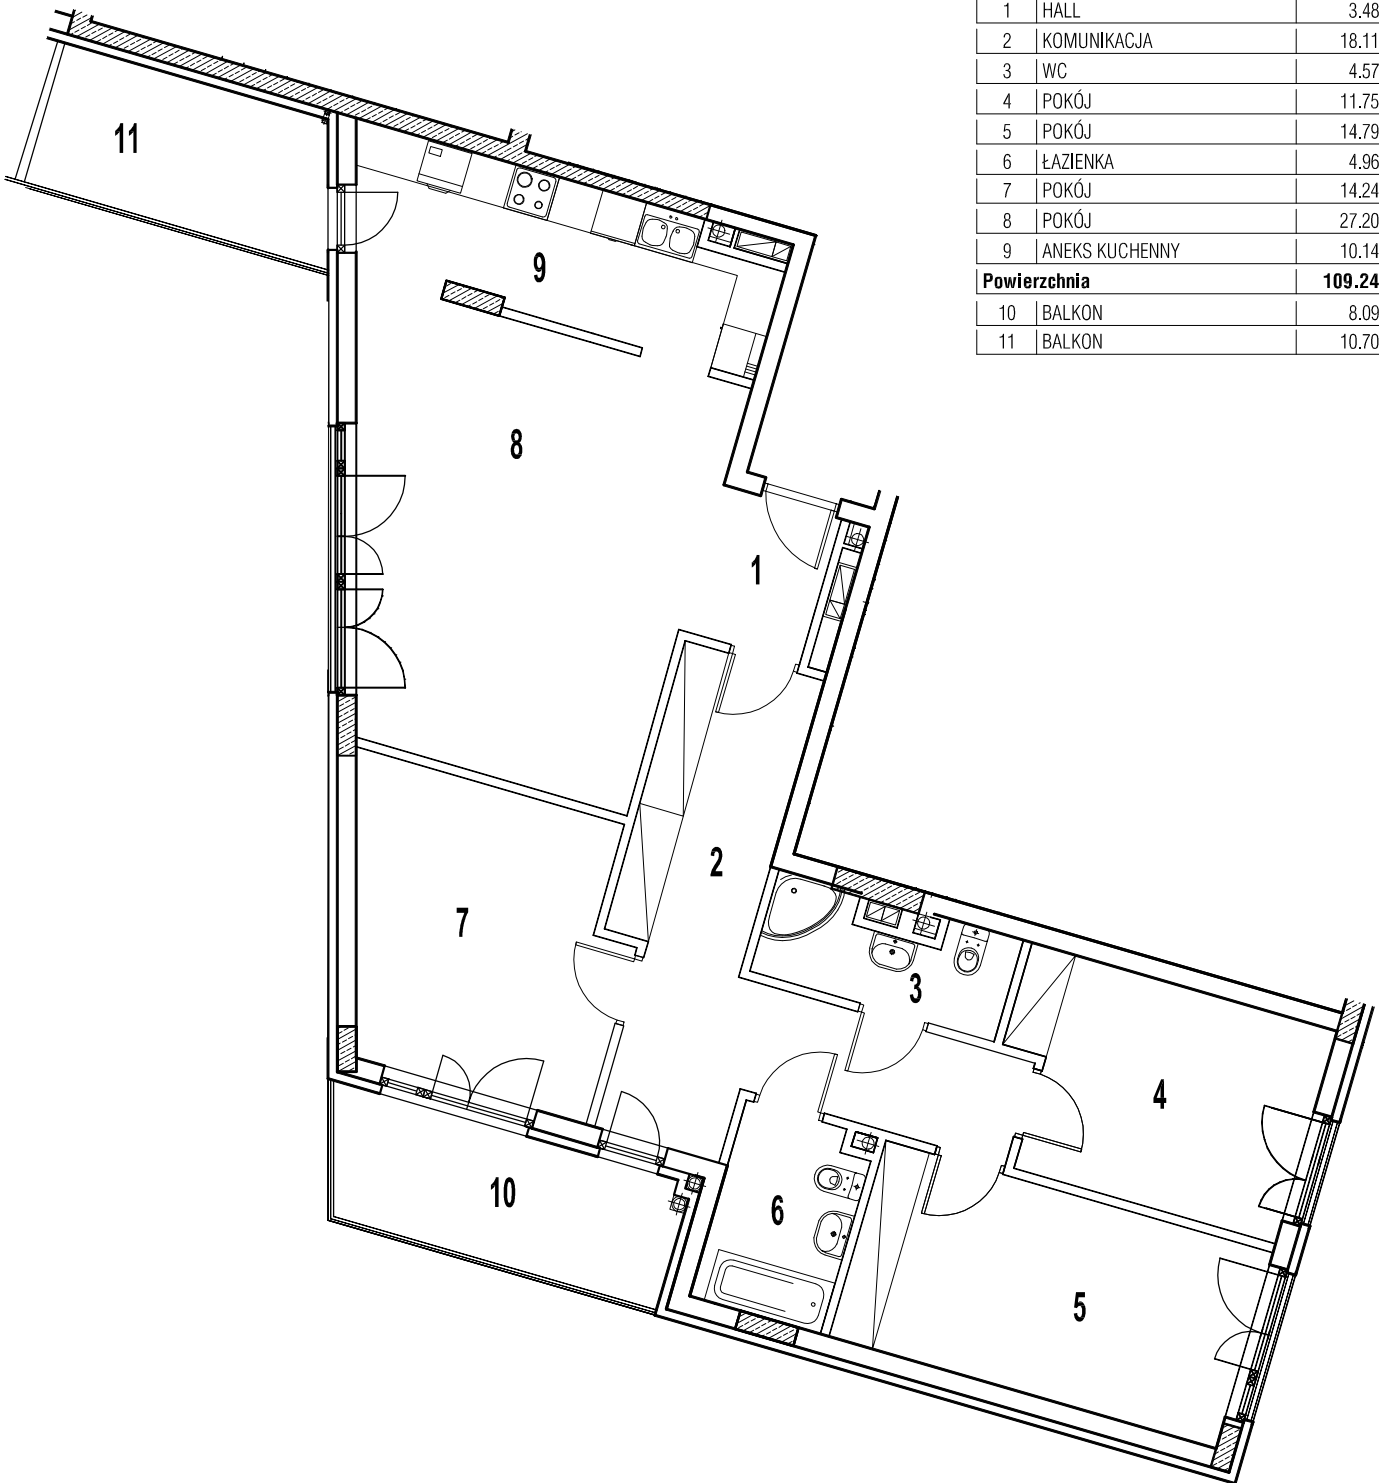 1 HALL 3.48
2 KOMUNIKACJA 18.11
3 WC 4.57
4 POKÓJ 11.75
5 POKÓJ 14.79
6 ŁAZIENKA 4.96
7 POKÓJ 14.24
8 POKÓJ 27.20
9 ANEKS KUCHENNY 10.14
Powierzchnia 109.24
10 BALKON 8.09
11 BALKON 10.70
11
9
8
1
2
7
3
4
10
6
5